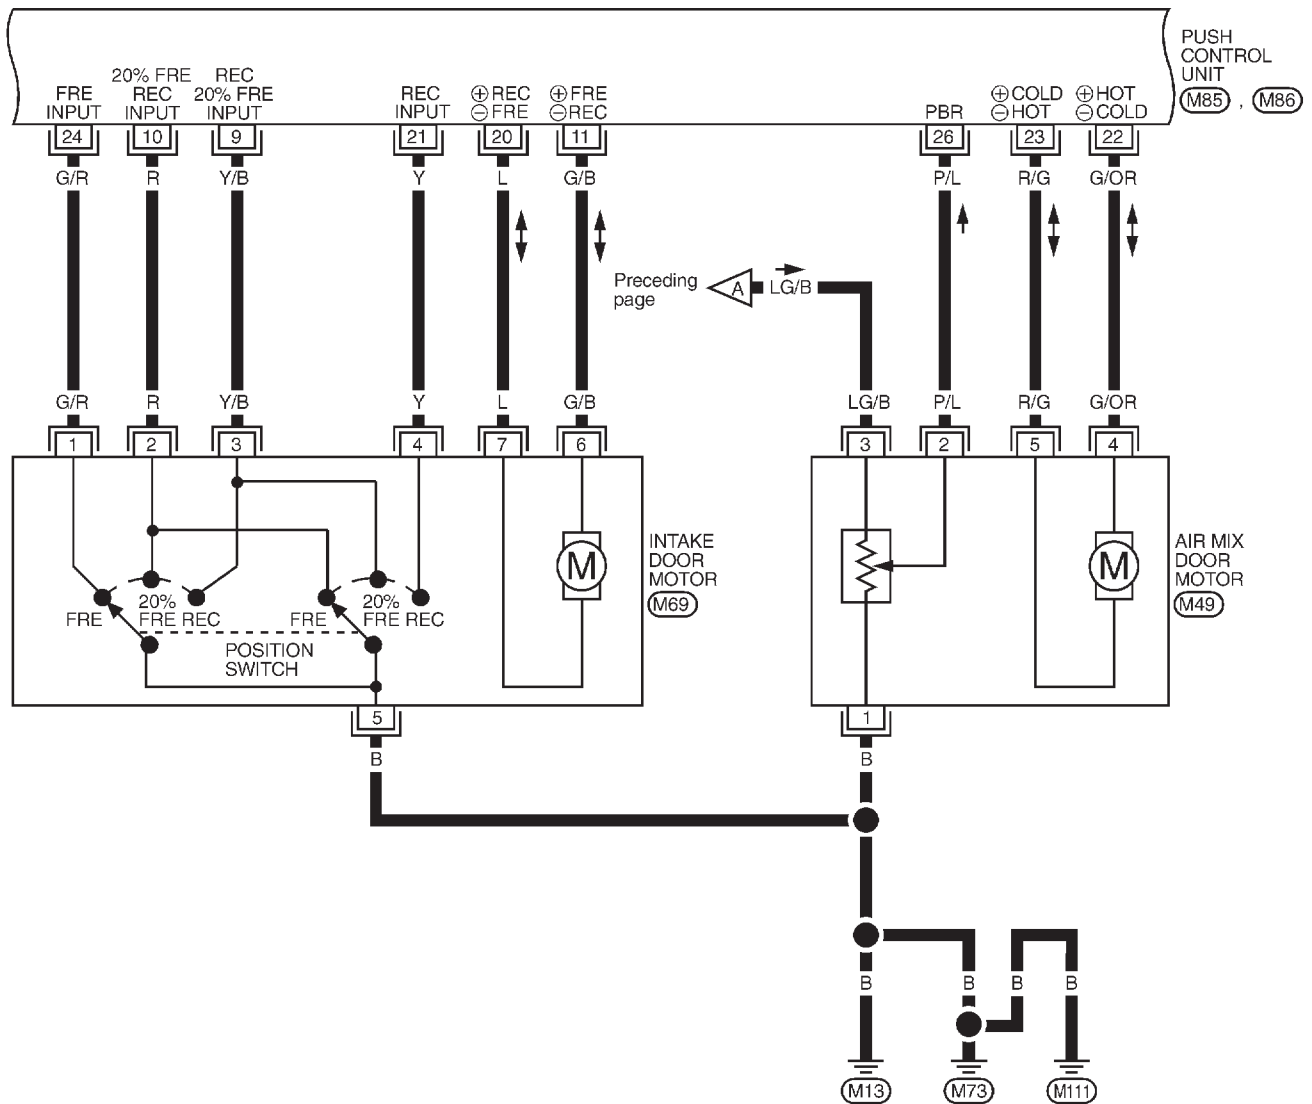 PUSH
CONTROL
UNIT
M85 , M86
FRE
INPUT
20% FRE
REC
INPUT
REC
20% FRE
INPUT
REC
INPUT
⊕REC
⊖FRE
⊕FRE
⊖REC
PBR
⊕COLD
⊖HOT
⊕HOT
⊖COLD
24 10 9 21 20 11 26 23 22
G/R R Y/B Y L G/B P/L R/G G/OR
Preceding
page
A
LG/B
G/R R Y/B Y L G/B LG/B P/L R/G G/OR
1 2 3 4 7 6 3 2 5 4
INTAKE
DOOR
MOTOR
M69
AIR MIX
DOOR
MOTOR
M49
M
M
FRE
20%
FRE
REC
FRE
20%
FRE
REC
POSITION
SWITCH
5 1
B B
B B B B
M13 M73 M111